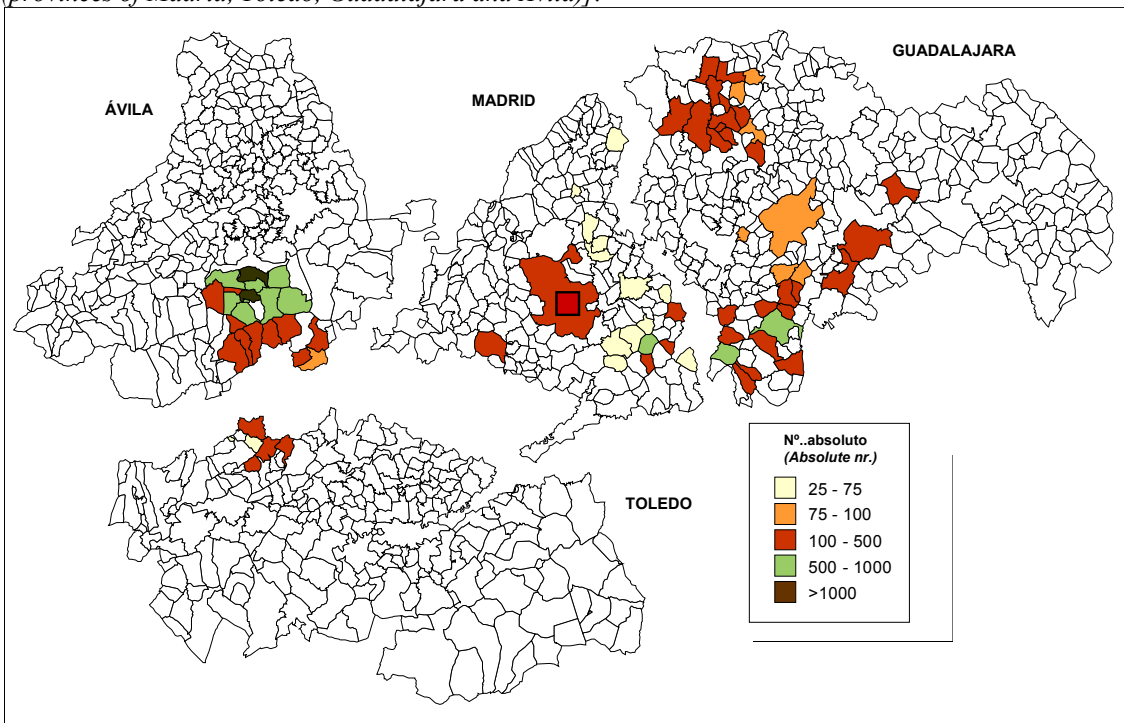 (provinces of Madrid, Toledo, Guadalajara and Ávila)].
GUADALAJARA
MADRID
ÁVILA
Nº..absoluto
(Absolute nr.)
25 - 75
75 - 100
100 - 500
500 - 1000
>1000
TOLEDO